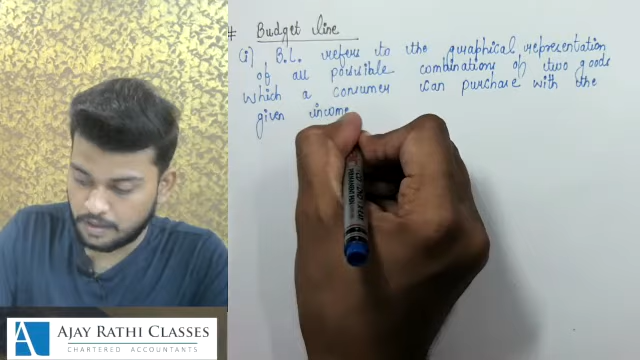 # Budget line
(i) B.L. refers to the graphical representation
of all possible combinations of two goods
which a consumer can purchase with the
given income
A
AJAY RATHI CLASSES
CHARTERED ACCOUNTANTS